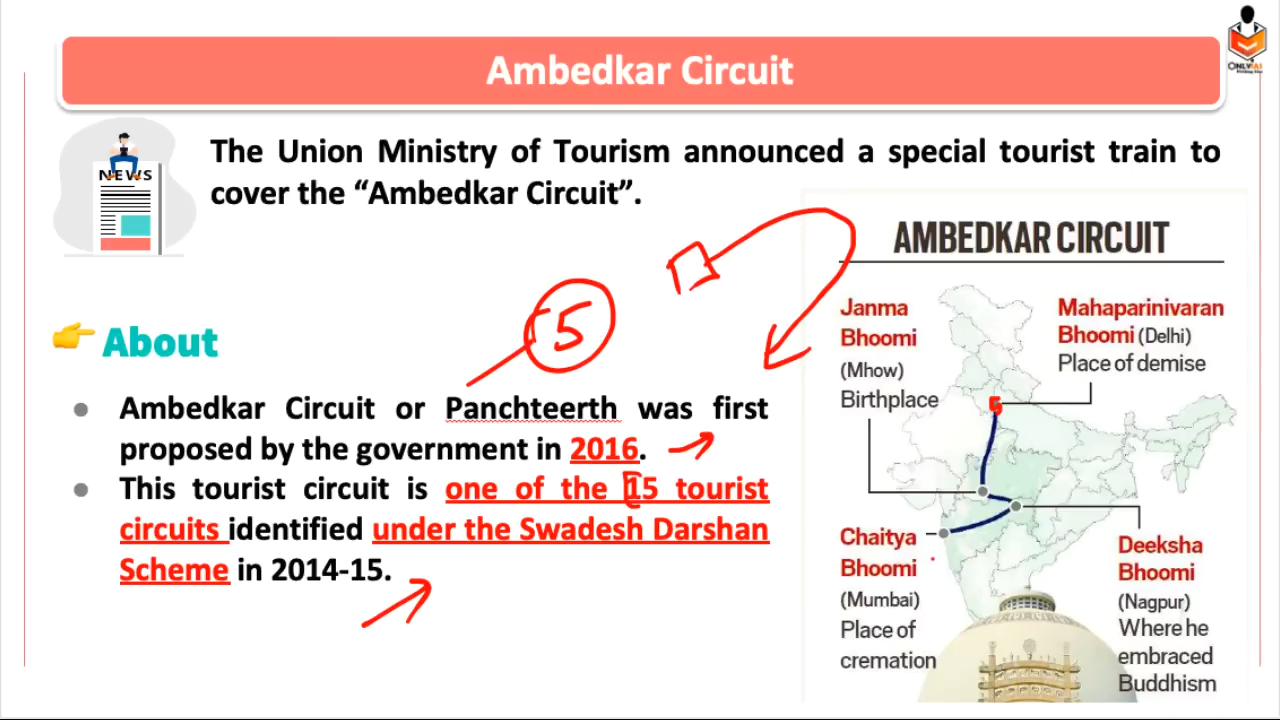 Ambedkar Circuit
ONLYIAS
NEWS
The Union Ministry of Tourism announced a special tourist train to
cover the “Ambedkar Circuit”.
5
About
Ambedkar Circuit or Panchteerth was first
proposed by the government in 2016.
This tourist circuit is one of the 15 tourist
circuits identified under the Swadesh Darshan
Scheme in 2014-15.
AMBEDKAR CIRCUIT
Janma
Bhoomi
(Mhow)
Birthplace
Mahaparinivaran
Bhoomi (Delhi)
Place of demise
Chaitya
Bhoomi
(Mumbai)
Place of
cremation
Deeksha
Bhoomi
(Nagpur)
Where he
embraced
Buddhism